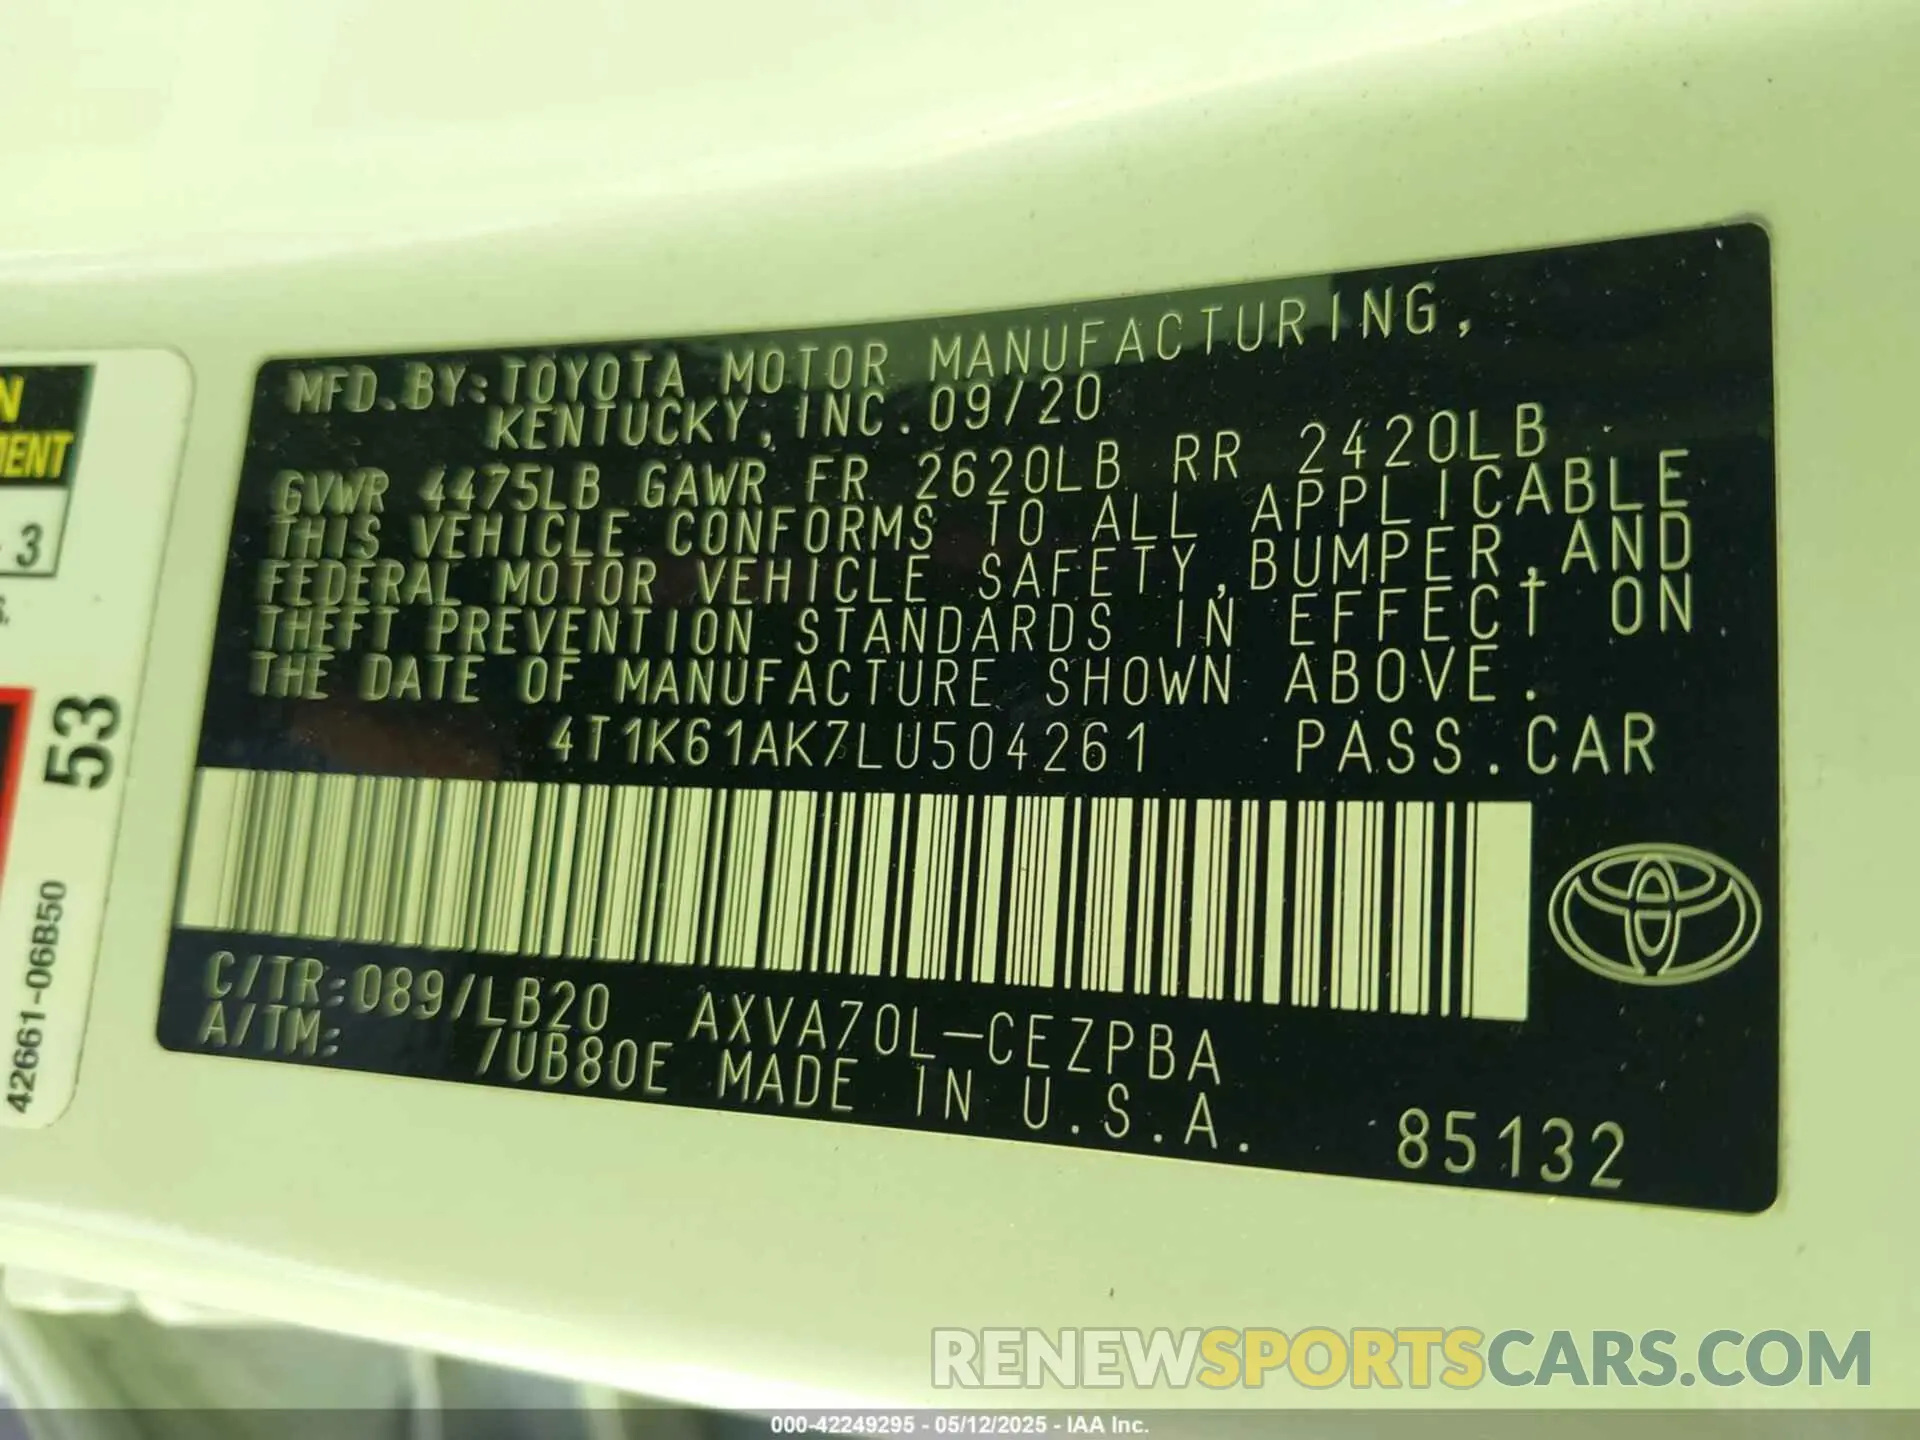 MFD.BY:TOYOTA MOTOR MANUFACTURING,
KENTUCKY, INC. 09/20
GVWR 4475LB GAWR FR 2620LB RR 2420LB
THIS VEHICLE CONFORMS TO ALL APPLICABLE
FEDERAL MOTOR VEHICLE SAFETY,BUMPER,AND
THEFT PREVENTION STANDARDS IN EFFECT ON
THE DATE OF MANUFACTURE SHOWN ABOVE.
4T1K61AK7LU504261 PASS.CAR
C/TR:089/LB20 AXVA70L-CEZPBA
A/TM: /UB80E MADE IN U.S.A.
85132
3
53
42661-06B50
RENEWSPORTSCARS.COM
000-42249295 - 05/12/2025 - IAA Inc.